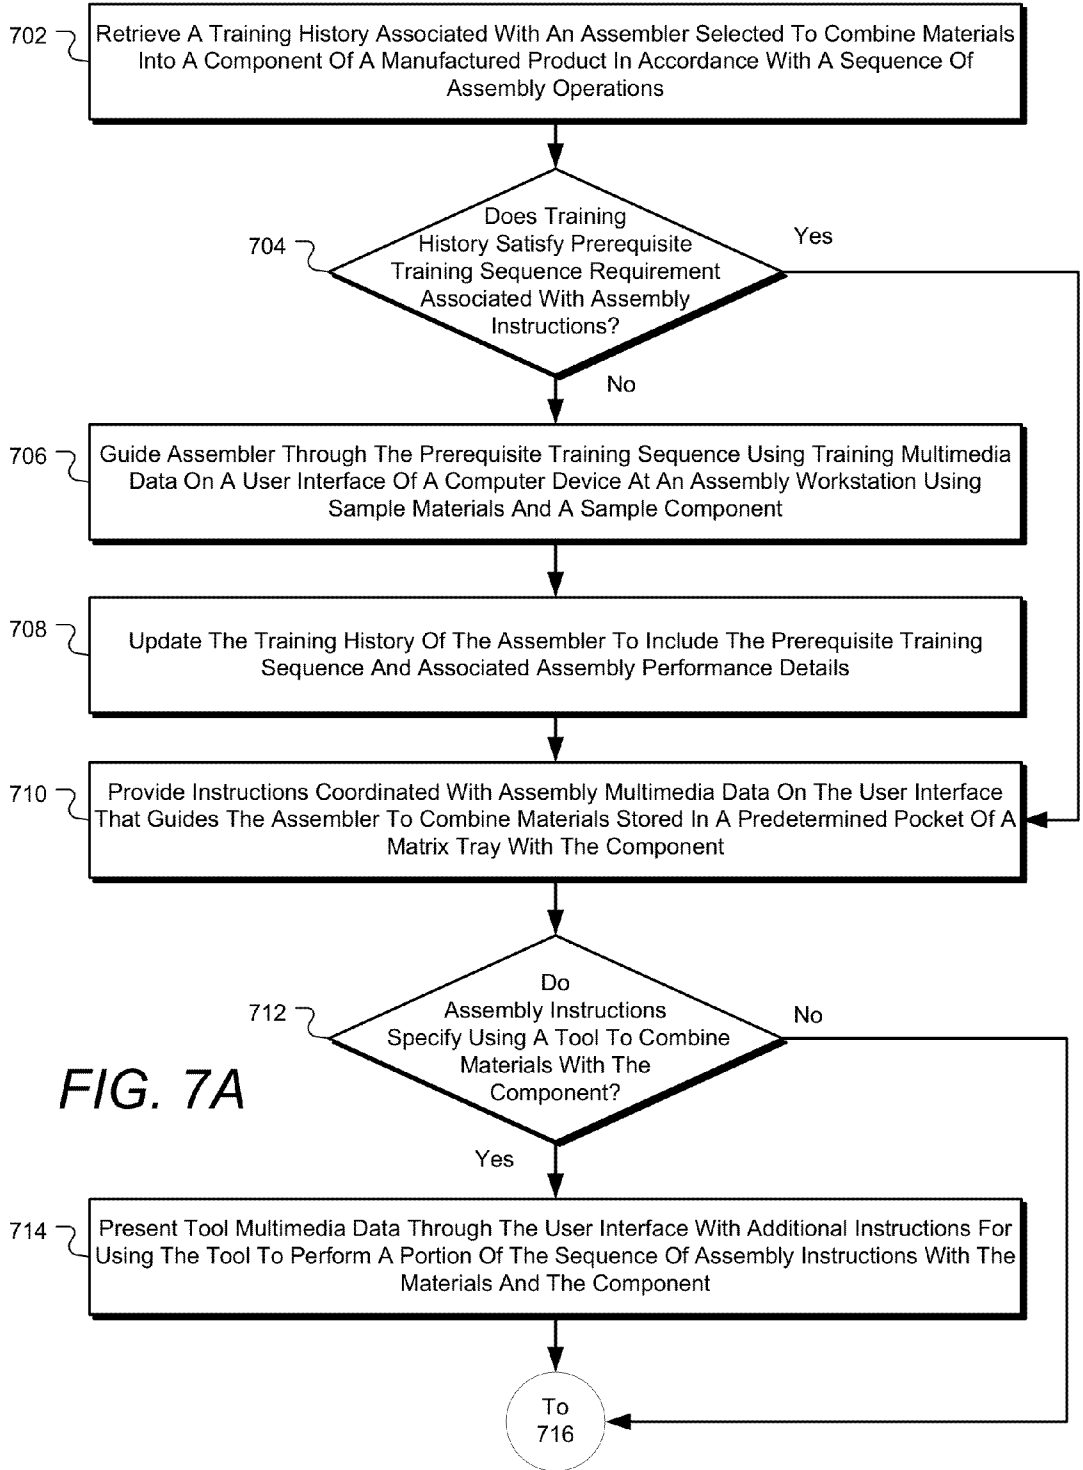 702
Retrieve A Training History Associated With An Assembler Selected To Combine Materials
Into A Component Of A Manufactured Product In Accordance With A Sequence Of
Assembly Operations
704
Does Training
History Satisfy Prerequisite
Training Sequence Requirement
Associated With Assembly
Instructions?
Yes
No
706
Guide Assembler Through The Prerequisite Training Sequence Using Training Multimedia
Data On A User Interface Of A Computer Device At An Assembly Workstation Using
Sample Materials And A Sample Component
708
Update The Training History Of The Assembler To Include The Prerequisite Training
Sequence And Associated Assembly Performance Details
710
Provide Instructions Coordinated With Assembly Multimedia Data On The User Interface
That Guides The Assembler To Combine Materials Stored In A Predetermined Pocket Of A
Matrix Tray With The Component
712
Do
Assembly Instructions
Specify Using A Tool To Combine
Materials With The
Component?
No
FIG. 7A
Yes
714
Present Tool Multimedia Data Through The User Interface With Additional Instructions For
Using The Tool To Perform A Portion Of The Sequence Of Assembly Instructions With The
Materials And The Component
To
716